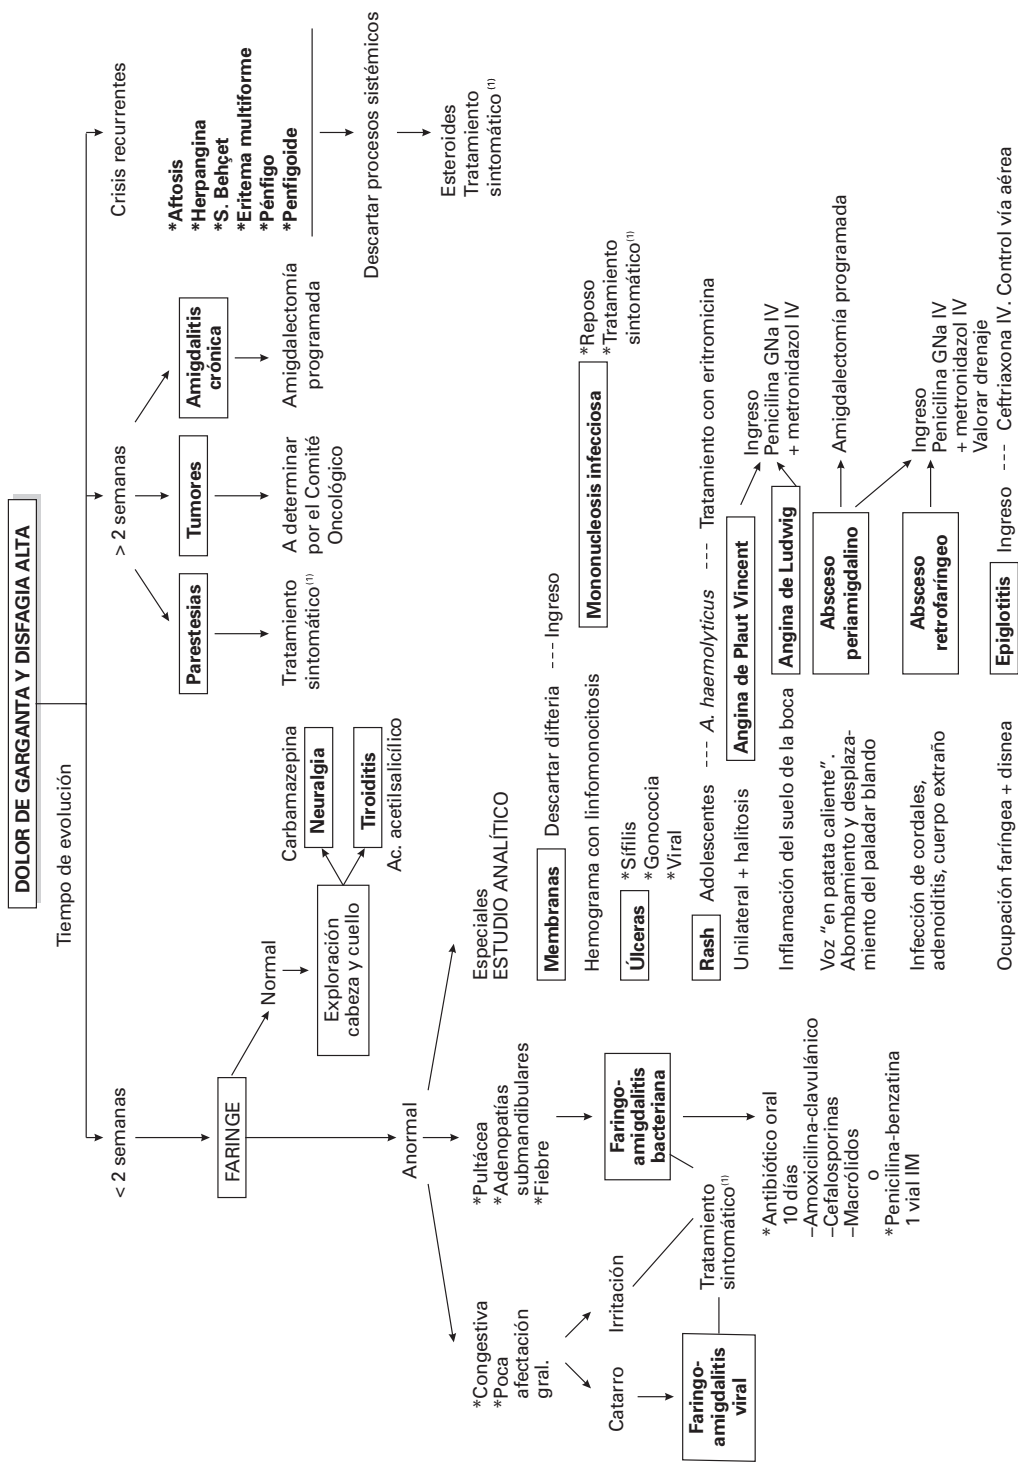 DOLOR DE GARGANTA Y DISFAGIA ALTA
Tiempo de evolución
< 2 semanas
> 2 semanas
Crisis recurrentes
FARINGE
Normal
Exploración
cabeza y cuello
Carbamazepina
Neuralgia
Tiroiditis
Ac. acetilsalicílico
Parestesias
Tratamiento
sintomático(1)
Tumores
A determinar
por el Comité
Oncológico
Amigdalitis
crónica
Amigdalectomía
programada
*Aftosis
*Herpangina
*S. Behçet
*Eritema multiforme
*Pénfigo
*Penfigoide
Descartar procesos sistémicos
Esteroides
Tratamiento
sintomático(1)
Anormal
*Congestiva
*Poca
afectación
gral.
Catarro
Irritación
Faringo-
amigdalitis
viral
Tratamiento
sintomático(1)
*Pultácea
*Adenopatías
submandibulares
*Fiebre
Faringo-
amigdalitis
bacteriana
*Antibiótico oral
10 días
–Amoxicilina-clavulánico
–Cefalosporinas
–Macrólidos
o
*Penicilina-benzatina
1 vial IM
Especiales
ESTUDIO ANALÍTICO
Membranas Descartar difteria --- Ingreso
Hemograma con linfomonocitosis Mononucleosis infecciosa
*Reposo
*Tratamiento
sintomático(1)
Úlceras
*Sífilis
*Gonococia
*Viral
Rash Adolescentes --- A. haemolyticus --- Tratamiento con eritromicina
Unilateral + halitosis Angina de Plaut Vincent
Inflamación del suelo de la boca Angina de Ludwig
Ingreso
Penicilina GNa IV
+ metronidazol IV
Voz "en patata caliente".
Abombamiento y desplaza-
miento del paladar blando
Absceso
periamigdalino
Amigdalectomía programada
Infección de cordales,
adenoiditis, cuerpo extraño
Absceso
retrofaríngeo
Ingreso
Penicilina GNa IV
+ metronidazol IV
Valorar drenaje
Ocupación faríngea + disnea Epiglotitis Ingreso --- Ceftriaxona IV. Control vía aérea